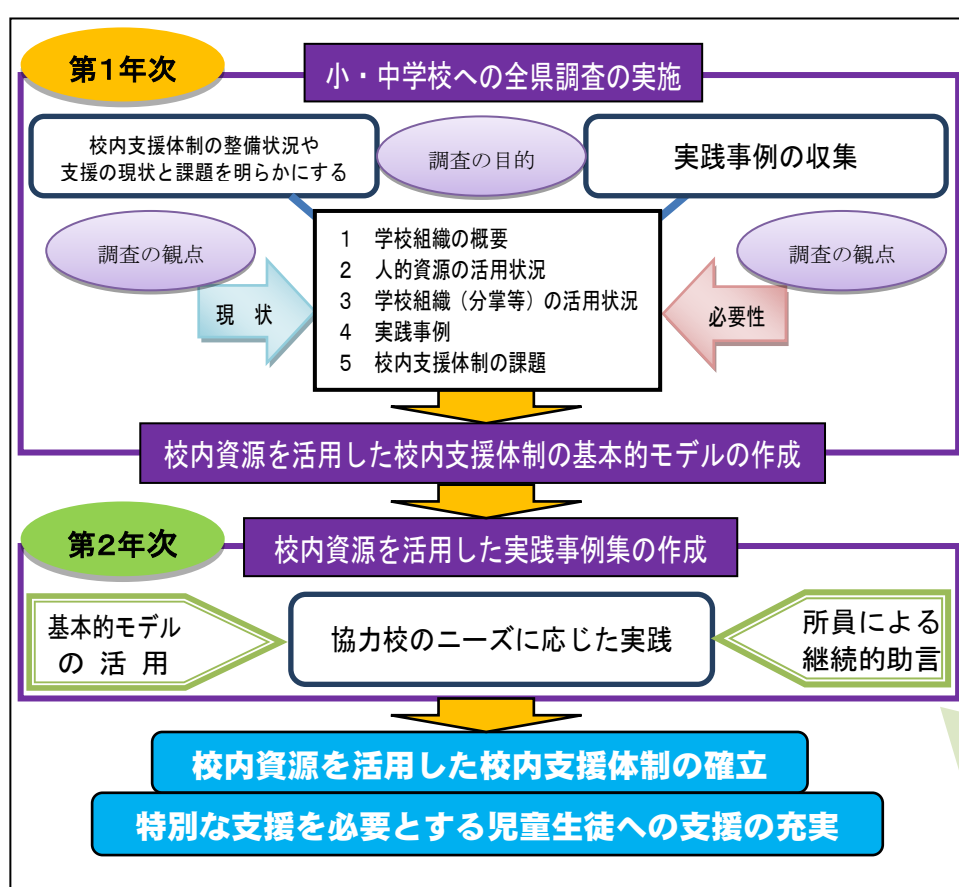 第1年次
小・中学校への全県調査の実施
校内支援体制の整備状況や
支援の現状と課題を明らかにする
調査の目的
実践事例の収集
調査の観点
調査の観点
現　状
必要性
1　学校組織の概要
2　人的資源の活用状況
3　学校組織（分掌等）の活用状況
4　実践事例
5　校内支援体制の課題
校内資源を活用した校内支援体制の基本的モデルの作成
第2年次
校内資源を活用した実践事例集の作成
基本的モデル
の 活 用
協力校のニーズに応じた実践
所員による
継続的助言
校内資源を活用した校内支援体制の確立
特別な支援を必要とする児童生徒への支援の充実